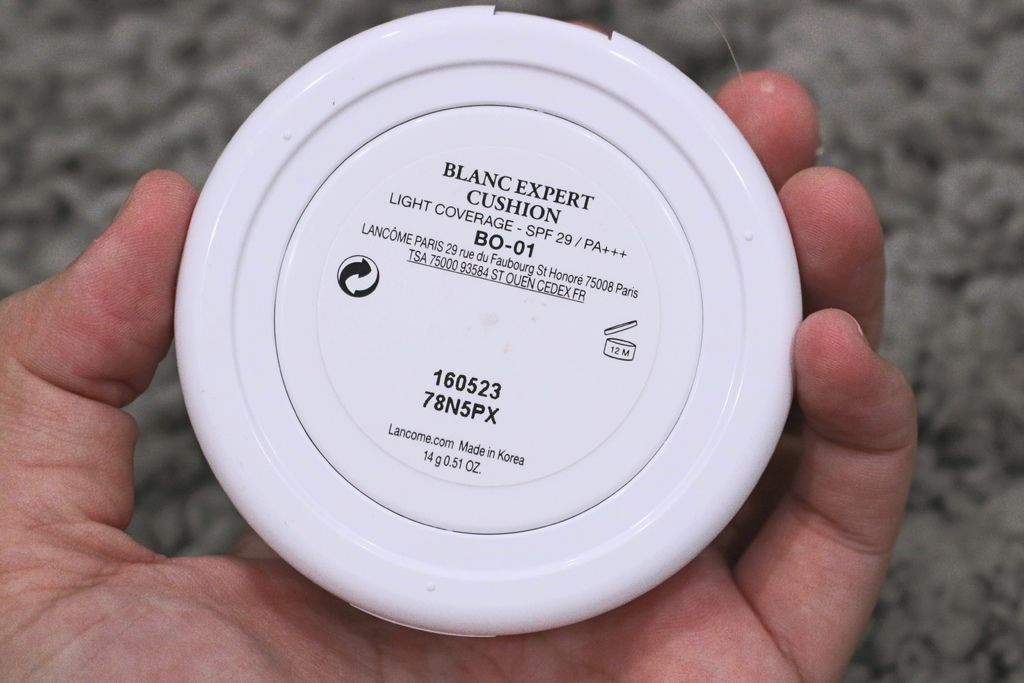 BLANC EXPERT
CUSHION
LIGHT COVERAGE - SPF 29 / PA+++
BO-01
LANCÔME PARIS 29 rue du Faubourg St Honoré 75008 Paris
TSA 75000 93584 ST OUEN CEDEX FR
12 M
160523
78N5PX
Lancome.com Made in Korea
14 g 0.51 OZ.